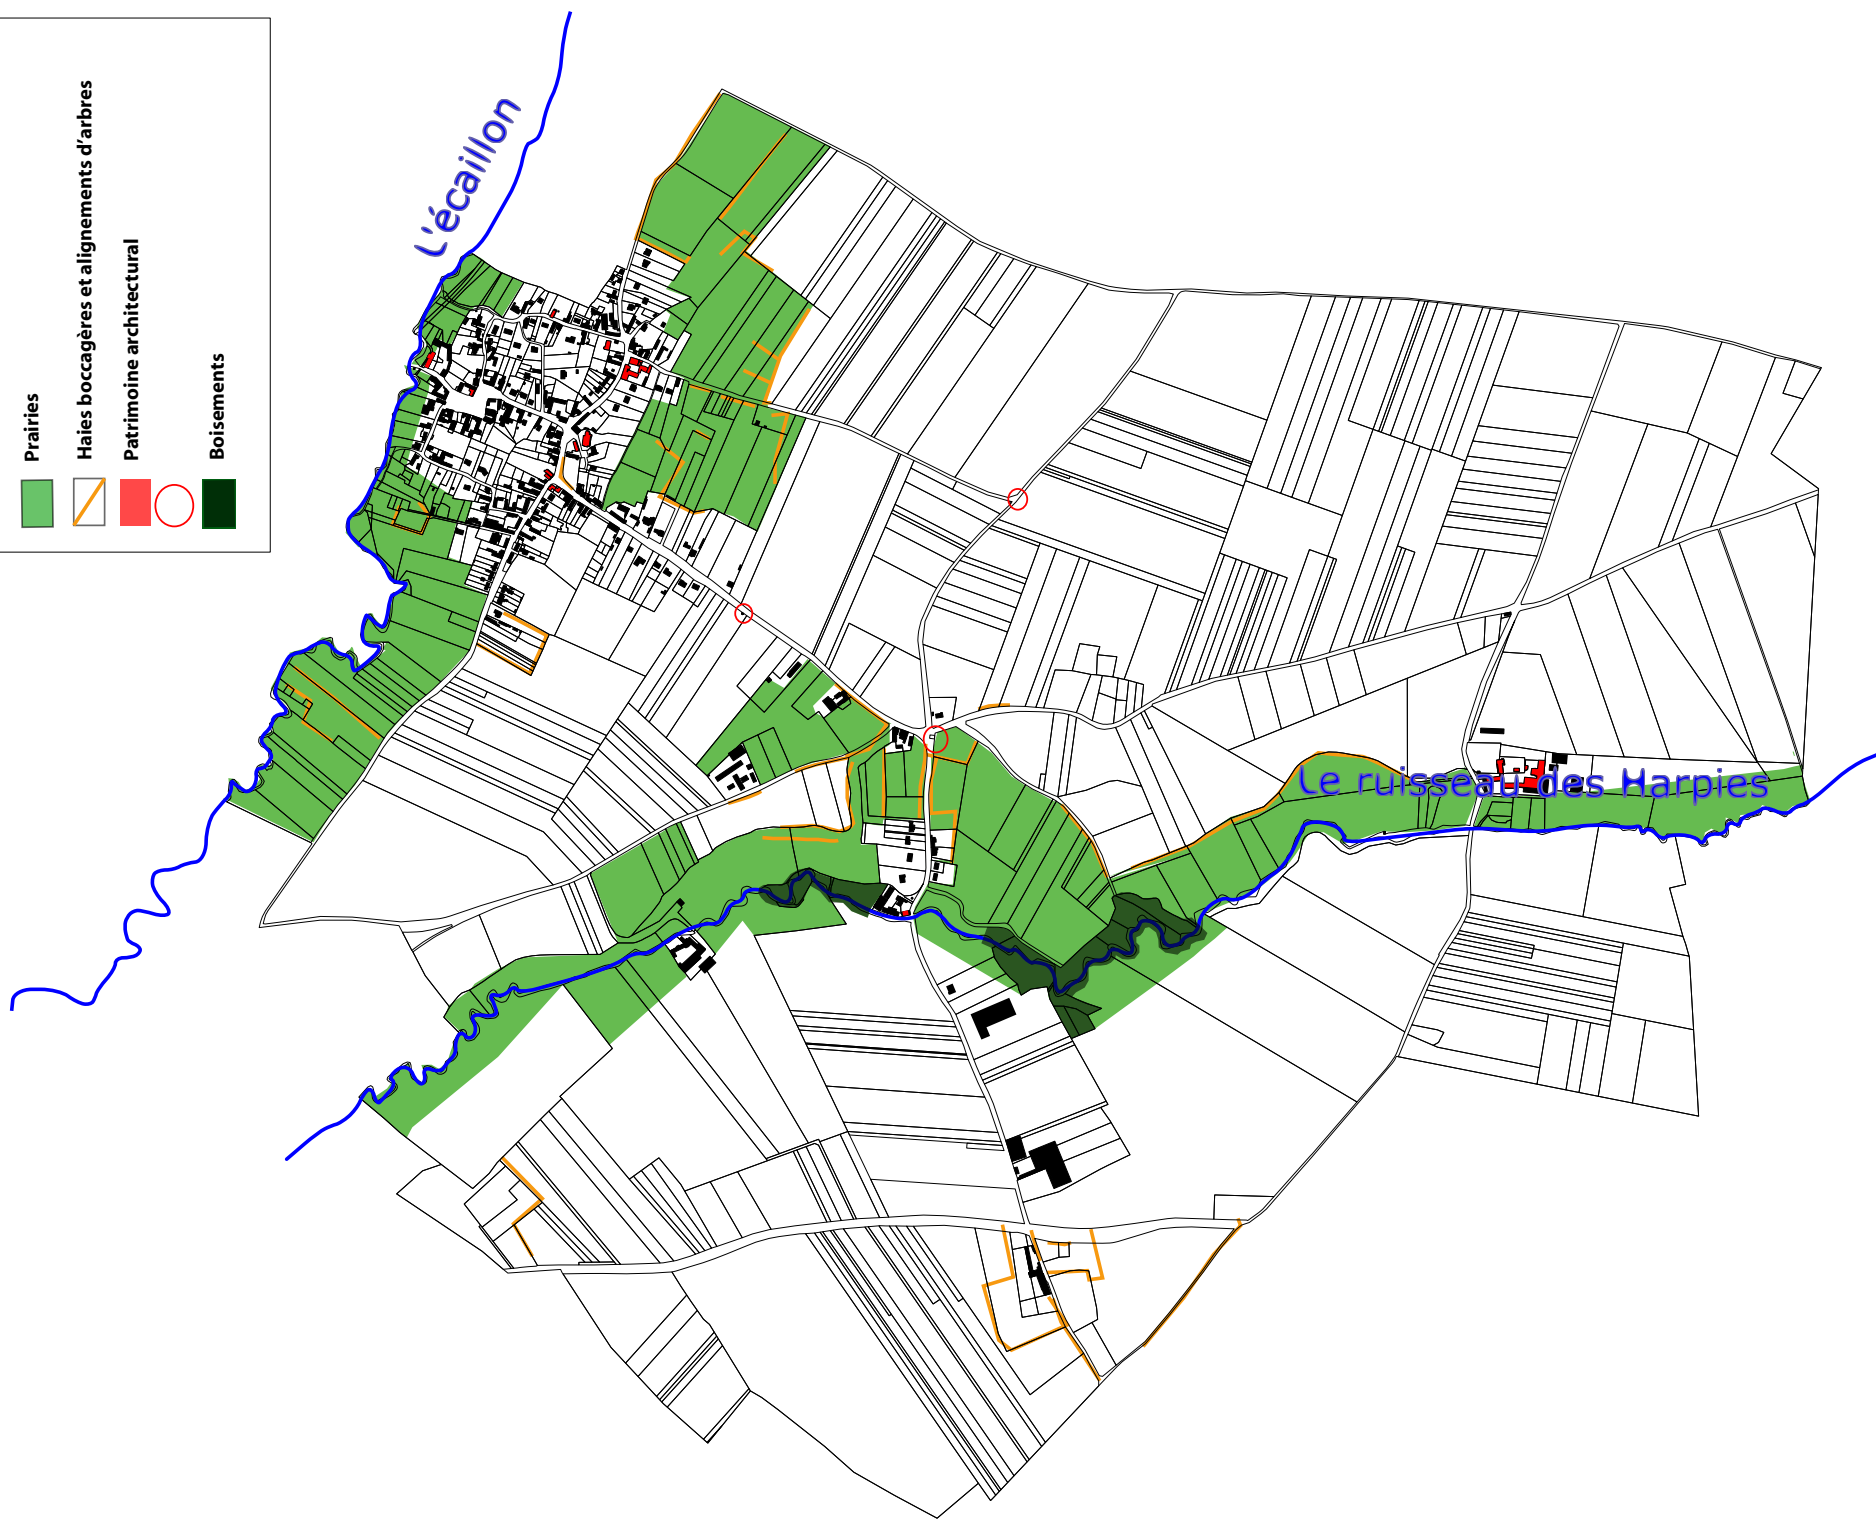 Prairies
Haies boccagères et alignements d'arbres
Patrimoine architectural
Boisements
L'écaillon
Le ruisseau des Harpies